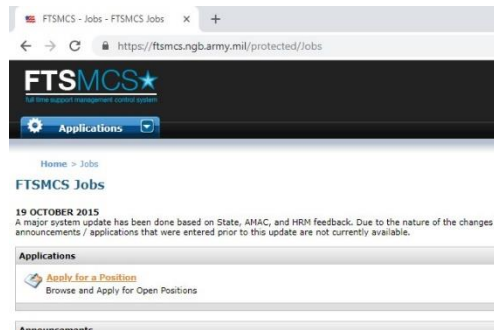 FTSMCS - Jobs - FTSMCS Jobs × +
https://ftsmcs.ngb.army.mil/protected/Jobs
FTSMCS★
full time support management control system
Applications
Home > Jobs
FTSMCS Jobs
19 OCTOBER 2015
A major system update has been done based on State, AMAC, and HRM feedback. Due to the nature of the changes
announcements / applications that were entered prior to this update are not currently available.
Applications
Apply for a Position
Browse and Apply for Open Positions
Announcements